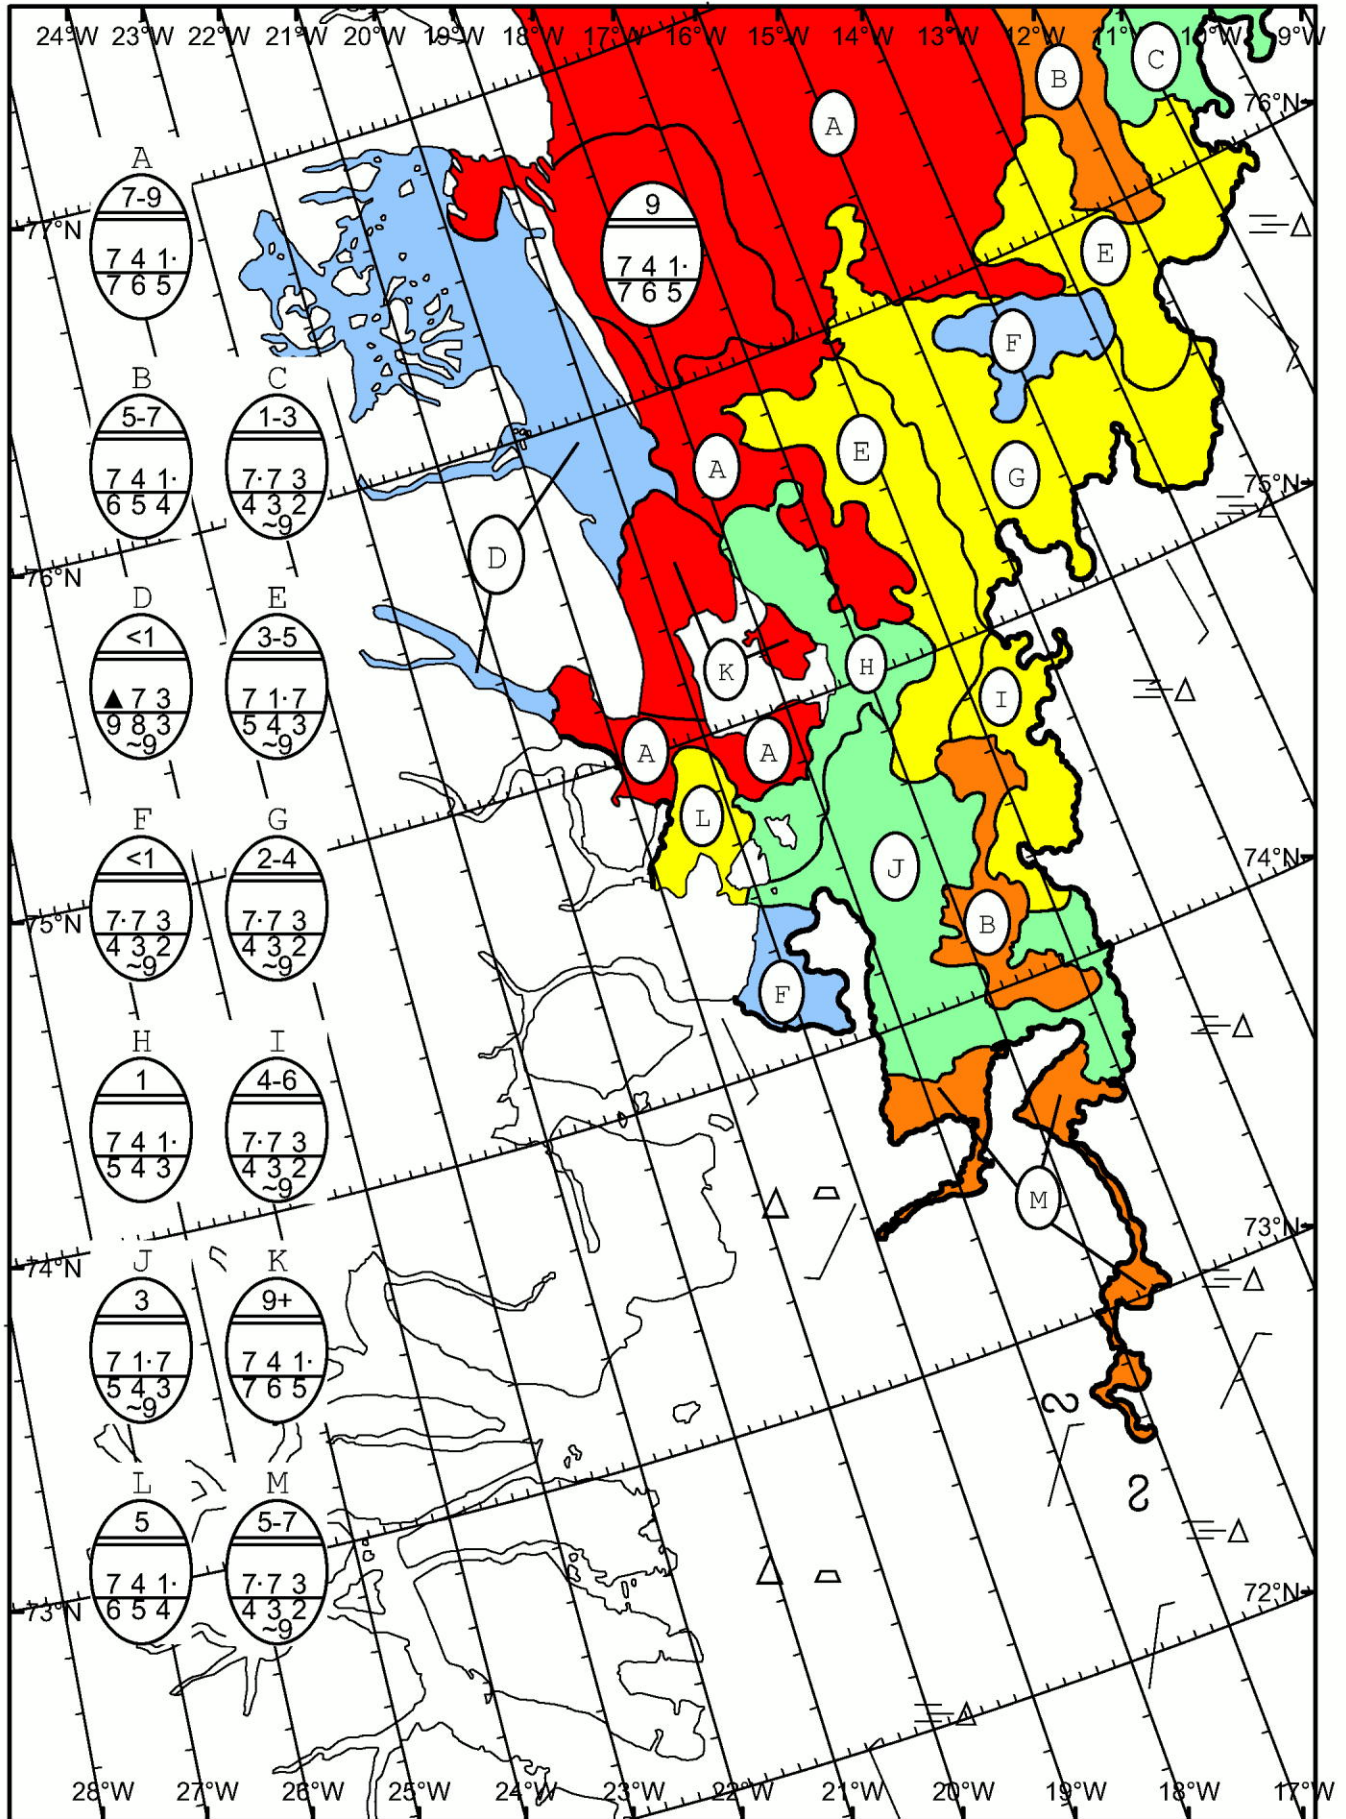 24°W 23°W 22°W 21°W 20°W 19°W 18°W 17°W 16°W 15°W 14°W 13°W 12°W 11°W 10°W 9°W
76°N
77°N
75°N
76°N
74°N
75°N
73°N
74°N
72°N
73°N
A
7-9
7 4 1·
7 6 5
9
7 4 1·
7 6 5
B
5-7
7 4 1·
6 5 4
C
1-3
7·7 3
4 3 2
~9
D
<1
▲ 7 3
9 8 3
~9
E
3-5
7 1·7
5 4 3
~9
F
<1
7·7 3
4 3 2
~9
G
2-4
7·7 3
4 3 2
~9
H
1
7 4 1·
5 4 3
I
4-6
7·7 3
4 3 2
~9
J
3
7 1·7
5 4 3
~9
K
9+
7 4 1·
7 6 5
L
5
7 4 1·
6 5 4
M
5-7
7·7 3
4 3 2
~9
C
B
A
E
F
E
A
G
D
K
H
I
A
A
L
J
B
F
M
28°W 27°W 26°W 25°W 24°W 23°W 22°W 21°W 20°W 19°W 18°W 17°W